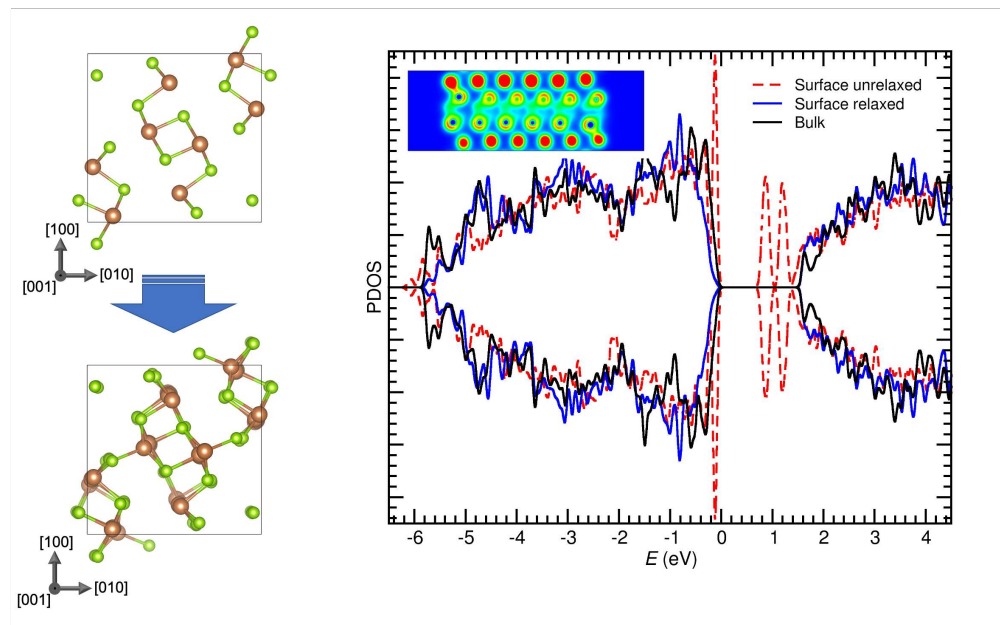 [100]
[001]
[010]
[100]
[001]
[010]
PDOS
Surface unrelaxed
Surface relaxed
Bulk
-6 -5 -4 -3 -2 -1 0 1 2 3 4
E (eV)